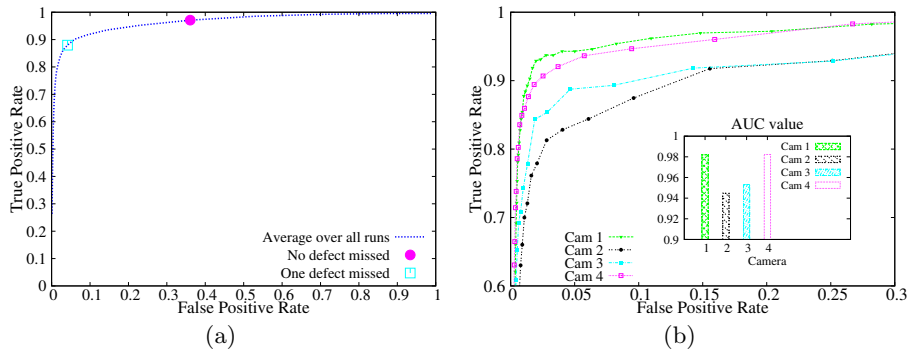 1
0.9
0.8
0.7
0.6
0.5
0.4
0.3
0.2
0.1
0
True Positive Rate
Average over all runs
No defect missed
One defect missed
0 0.1 0.2 0.3 0.4 0.5 0.6 0.7 0.8 0.9 1
False Positive Rate
(a)
1
0.9
0.8
0.7
0.6
True Positive Rate
Cam 1
Cam 2
Cam 3
Cam 4
0 0.05 0.1 0.15 0.2 0.25 0.3
False Positive Rate
AUC value
1
0.98
0.96
0.94
0.92
0.9
Cam 1
Cam 2
Cam 3
Cam 4
1 2 3 4
Camera
(b)